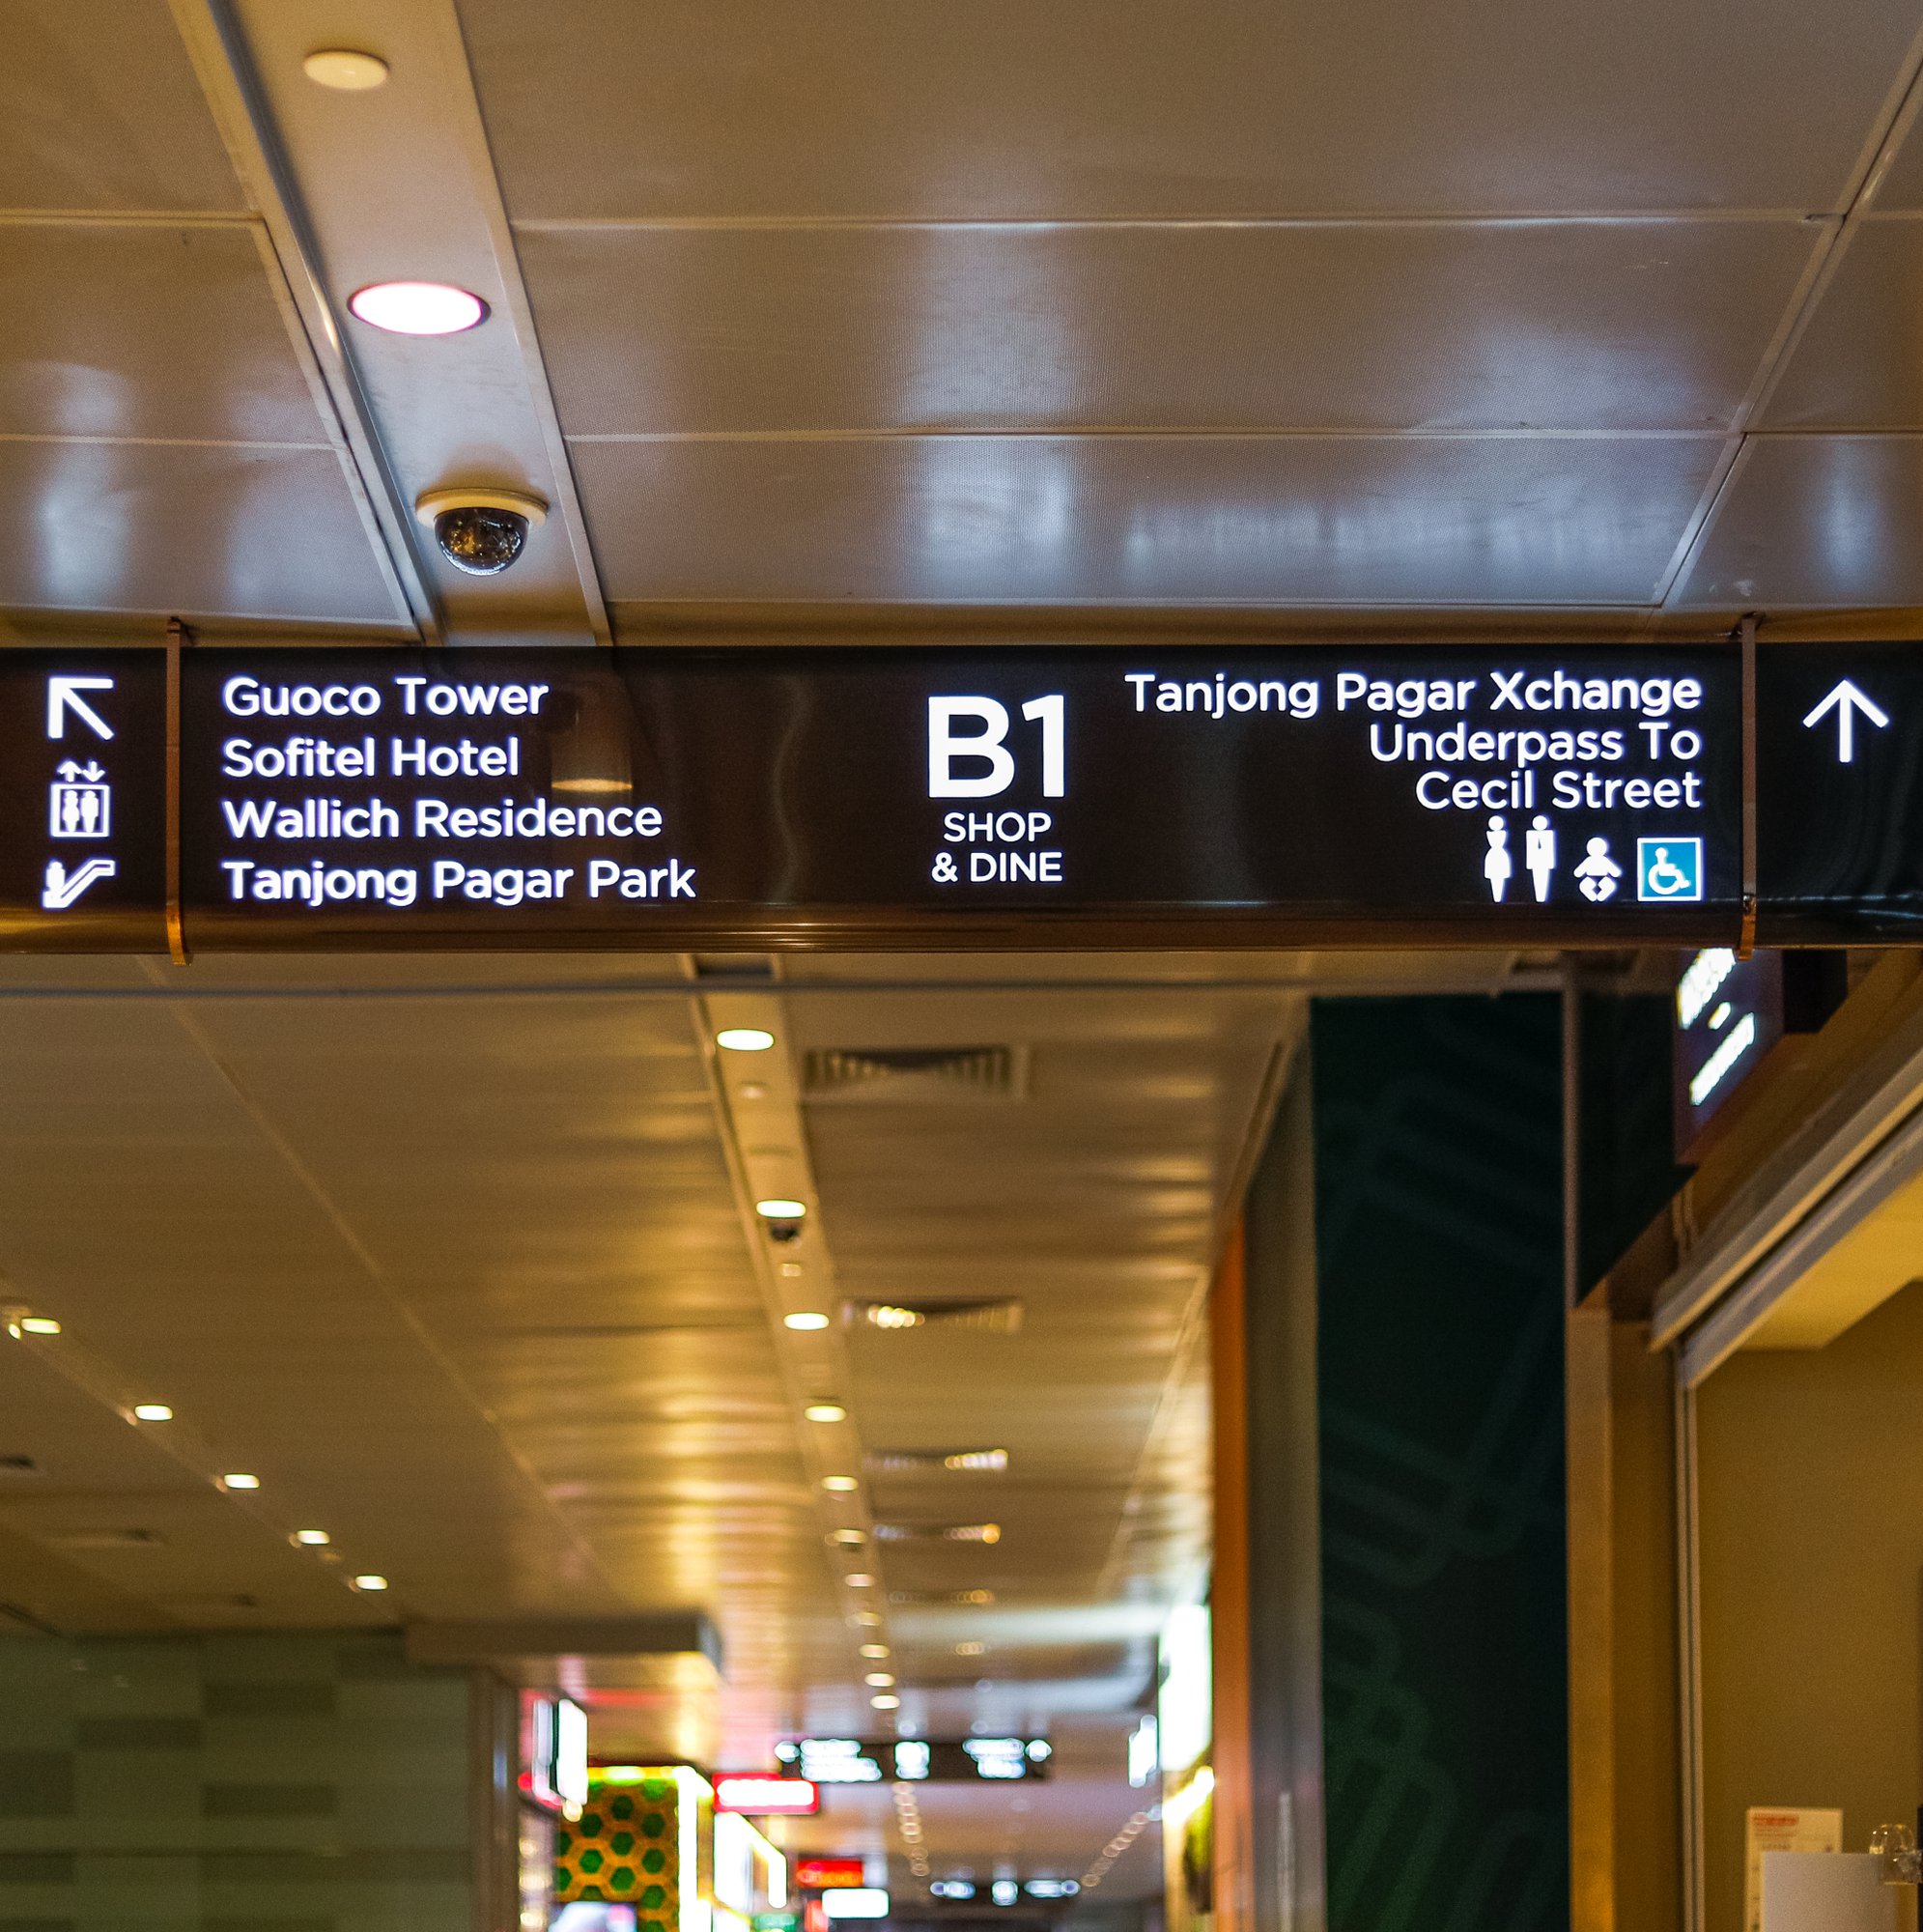 Guoco Tower
Sofitel Hotel
Wallich Residence
Tanjong Pagar Park
B1
SHOP
& DINE
Tanjong Pagar Xchange
Underpass To
Cecil Street